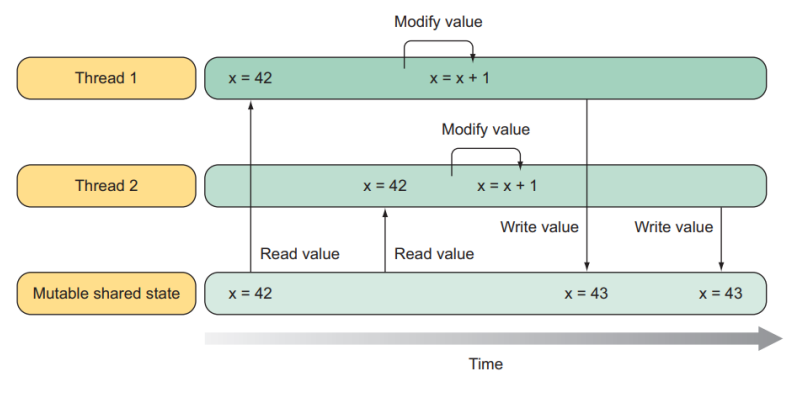 Modify value
Thread 1
x = 42
x = x + 1
Modify value
Thread 2
x = 42
x = x + 1
Write value
Write value
Read value
Read value
Mutable shared state
x = 42
x = 43
x = 43
Time